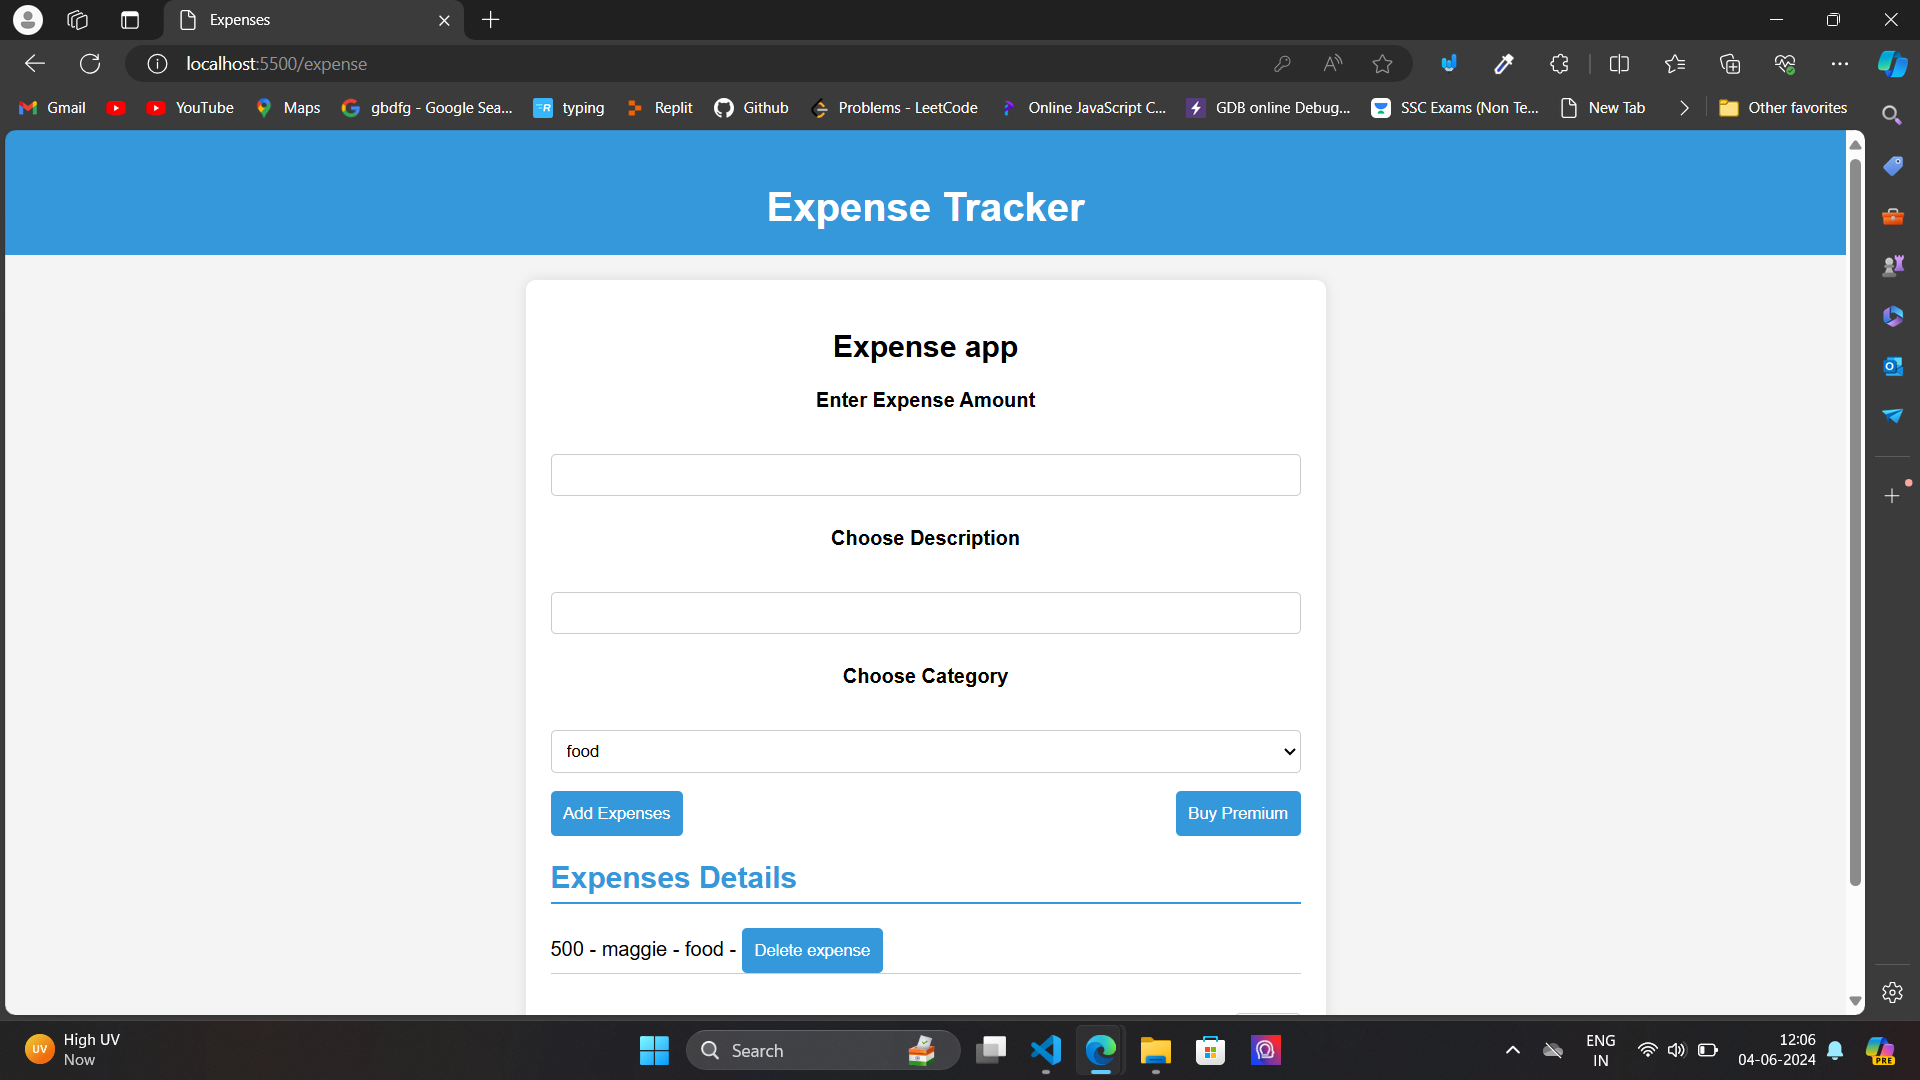 Expenses
localhost:5500/expense
Gmail YouTube Maps gbdfg - Google Sea... typing Replit Github Problems - LeetCode Online JavaScript C... GDB online Debug... SSC Exams (Non Te... New Tab Other favorites
Expense Tracker
Expense app
Enter Expense Amount
Choose Description
Choose Category
food
Add Expenses Buy Premium
Expenses Details
500 - maggie - food - Delete expense
High UV
Now
UV
Search
ENG
IN
12:06
04-06-2024
PRE